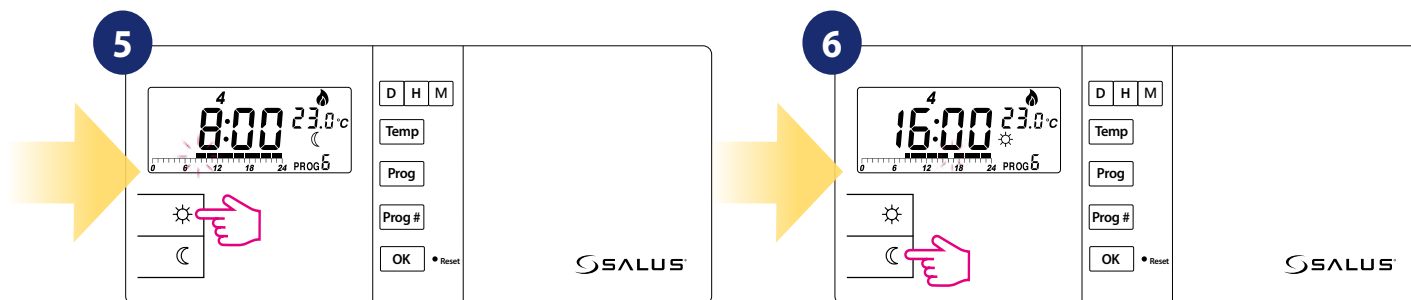 5
4
8:00 23.0°C
0 6 12 18 24 PROG 6
D H M
Temp
Prog
Prog #
OK • Reset
SALUS
6
4
16:00 23.0°C
0 6 12 18 24 PROG 6
D H M
Temp
Prog
Prog #
OK • Reset
SALUS